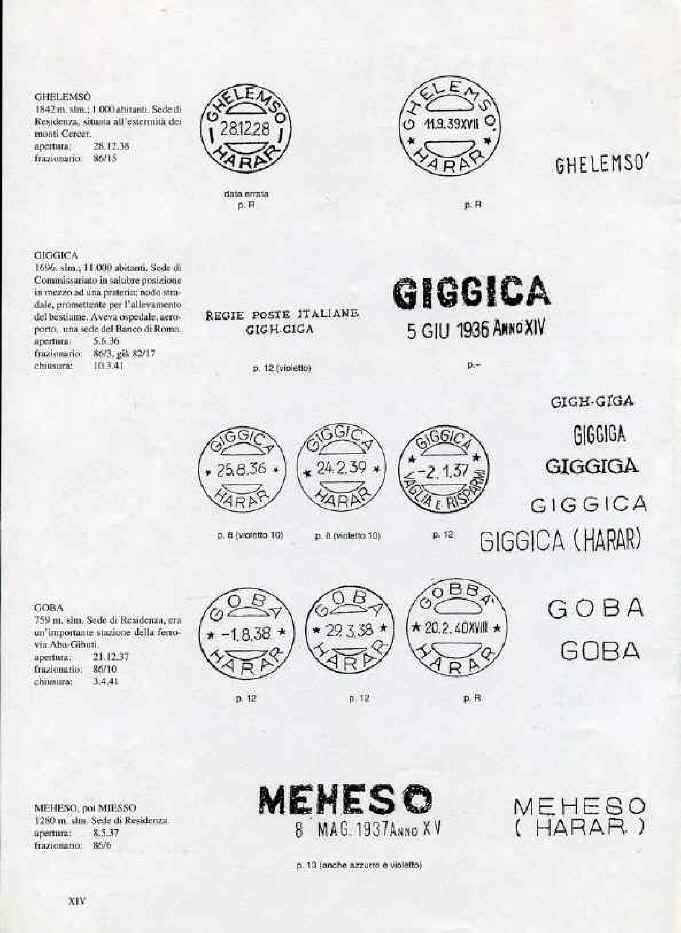 GHELEMSÒ
1842 m. slm.; 1.000 abitanti. Sede di
Residenza, situata all'estermità dei
monti Cercer.
apertura: 28.12.36
frazionario: 86/15
GHELEMSO
28.12.28
HARAR
data errata
p. R
GHELEMSO'
11.9.39XVII
HARAR
p. R
GHELEMSO'
GIGGICA
1696. slm.; 11.000 abitanti. Sede di
Commissariato in salubre posizione
in mezzo ad una prateria; nodo stra-
dale, promettente per l'allevamento
del bestiame. Aveva ospedale, aero-
porto, una sede del Banco di Roma.
apertura: 5.6.36
frazionario: 86/3, già 82/17
chiusura: 10.3.41
REGIE POSTE ITALIANE
GIGH-GIGA
p. 12 (violetto)
GIGGICA
5 GIU 1936 ANNO XIV
p.–
GIGGICA
25.8.36
HARAR
p. 8 (violetto 10)
GIGGICA
24.2.39
HARAR
p. 8 (violetto 10)
GIGGICA
-2.1.37
VAGLIA E RISPARMI
p. 12
GIGH-GIGA
GIGGIGA
GIGGIGA
GIGGICA
GIGGICA (HARAR)
GOBA
759 m. slm. Sede di Residenza, era
un'importante stazione della ferro-
via Aba-Gibuti.
apertura: 21.12.37
frazionario: 86/10
chiusura: 3.4.41
GOBA
-1.8.38
HARAR
p. 12
GOBA
29.3.38
HARAR
p. 12
GOBBA'
20.2.40XVIII
HARAR
p. R
GOBA
GOBA
MEHESO, poi MIESSO
1280 m. slm. Sede di Residenza.
apertura: 8.5.37
frazionario: 86/6
MEHESO
8 MAG. 1937 ANNO XV
p. 10 (anche azzurro e violetto)
MEHESO
( HARAR. )
XIV